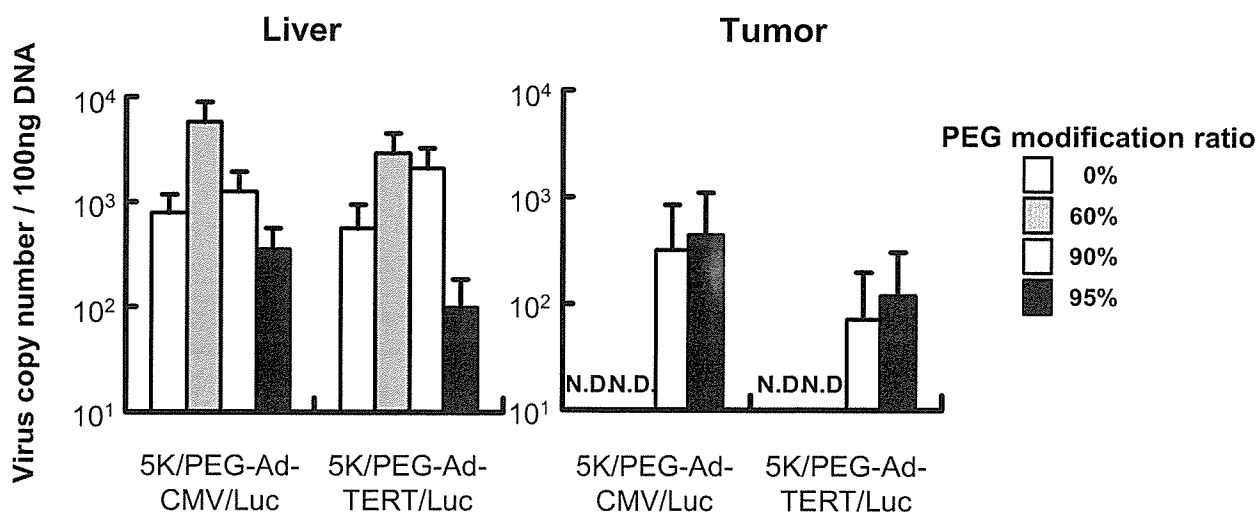 Liver
Tumor
Virus copy number / 100ng DNA
10⁴
10³
10²
10¹
10⁴
10³
10²
10¹
N.D.N.D.
N.D.N.D
5K/PEG-Ad-
CMV/Luc
5K/PEG-Ad-
TERT/Luc
5K/PEG-Ad-
CMV/Luc
5K/PEG-Ad-
TERT/Luc
PEG modification ratio
0%
60%
90%
95%